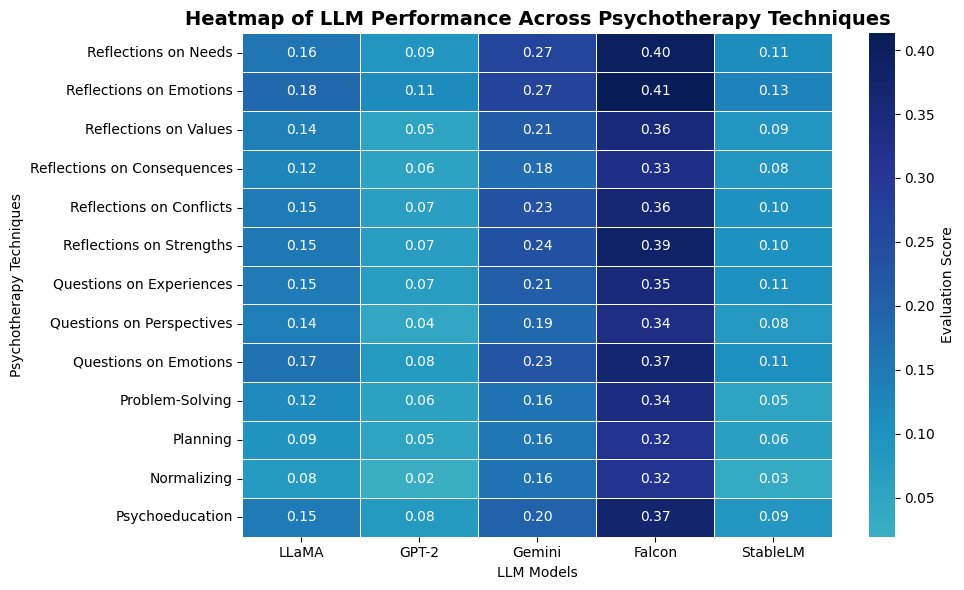 Heatmap of LLM Performance Across Psychotherapy Techniques
Psychotherapy Techniques
Reflections on Needs 0.16 0.09 0.27 0.40 0.11
Reflections on Emotions 0.18 0.11 0.27 0.41 0.13
Reflections on Values 0.14 0.05 0.21 0.36 0.09
Reflections on Consequences 0.12 0.06 0.18 0.33 0.08
Reflections on Conflicts 0.15 0.07 0.23 0.36 0.10
Reflections on Strengths 0.15 0.07 0.24 0.39 0.10
Questions on Experiences 0.15 0.07 0.21 0.35 0.11
Questions on Perspectives 0.14 0.04 0.19 0.34 0.08
Questions on Emotions 0.17 0.08 0.23 0.37 0.11
Problem-Solving 0.12 0.06 0.16 0.34 0.05
Planning 0.09 0.05 0.16 0.32 0.06
Normalizing 0.08 0.02 0.16 0.32 0.03
Psychoeducation 0.15 0.08 0.20 0.37 0.09
LLaMA GPT-2 Gemini Falcon StableLM
LLM Models
0.40
0.35
0.30
0.25
0.20
0.15
0.10
0.05
Evaluation Score